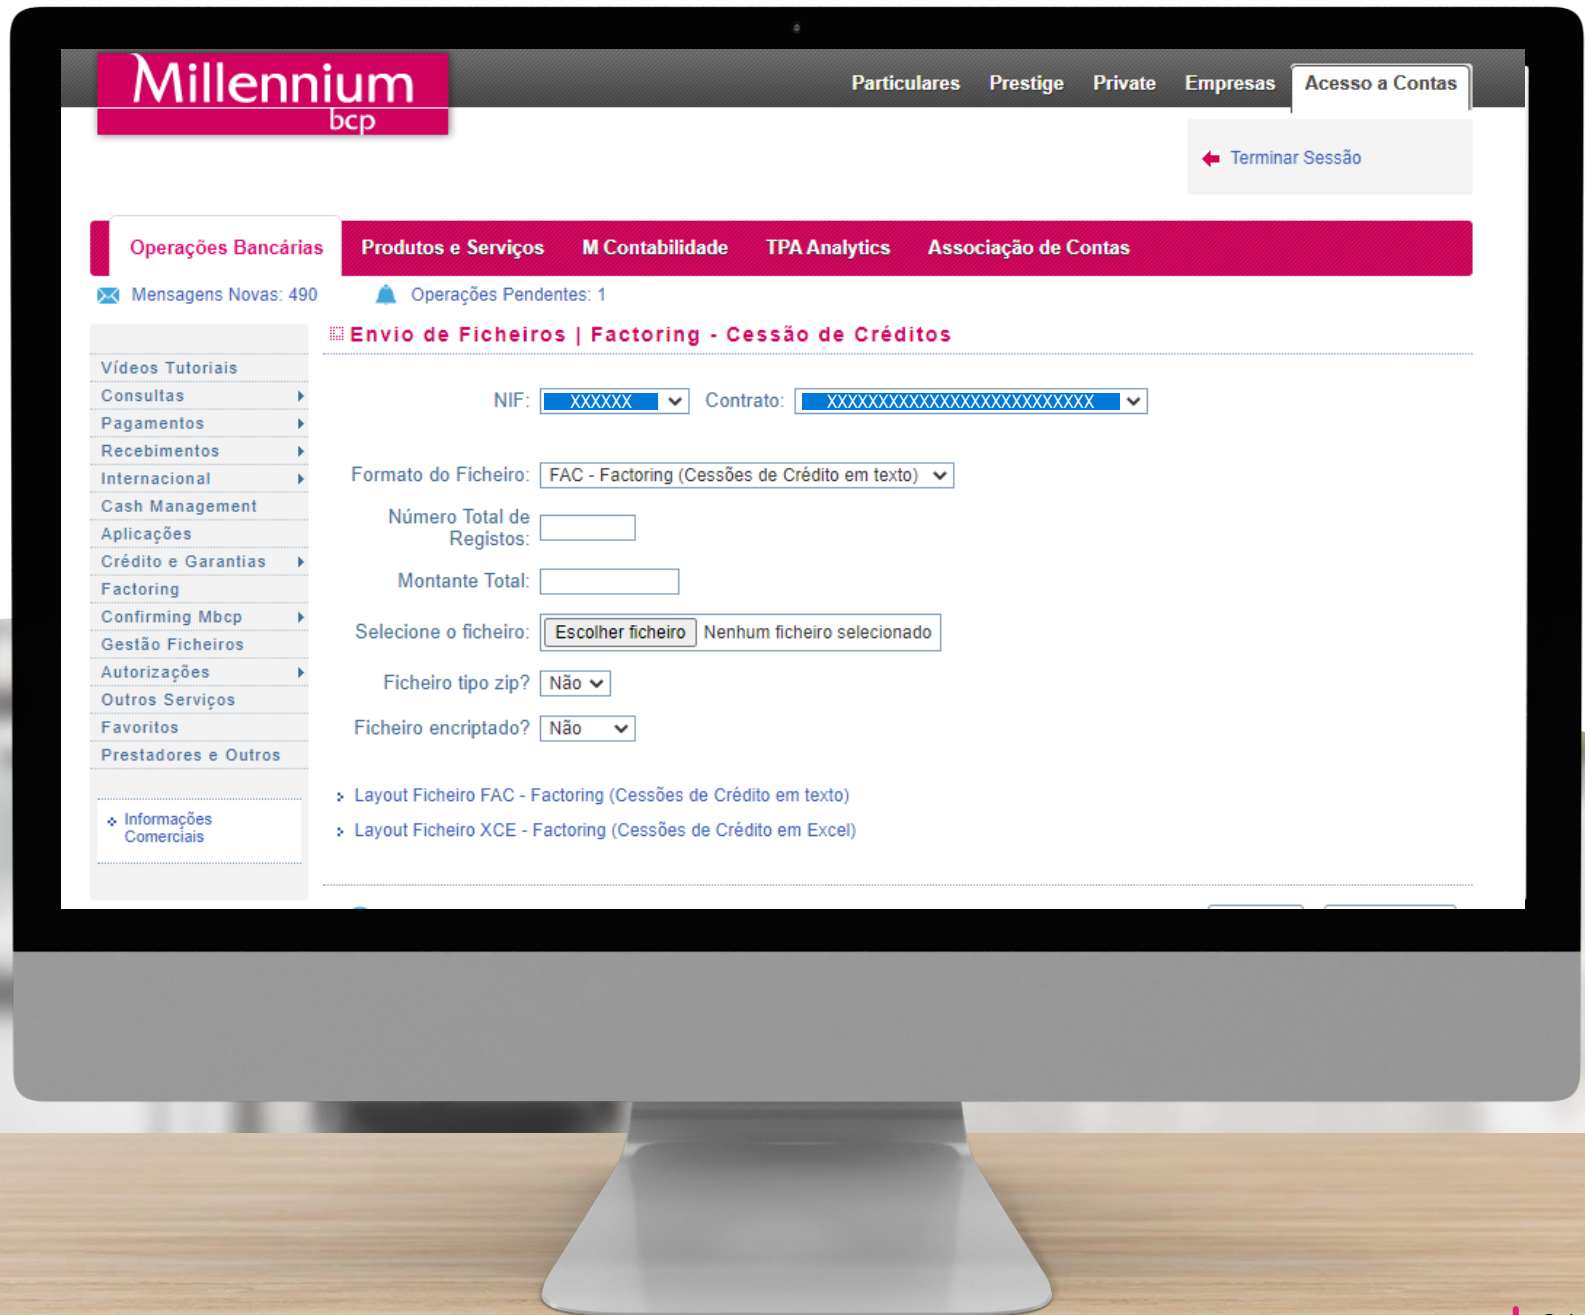 Millennium
bcp
Particulares Prestige Private Empresas Acesso a Contas
Terminar Sessão
Operações Bancárias Produtos e Serviços M Contabilidade TPA Analytics Associação de Contas
Mensagens Novas: 490 Operações Pendentes: 1
Envio de Ficheiros | Factoring - Cessão de Créditos
Vídeos Tutoriais
Consultas
Pagamentos
Recebimentos
Internacional
Cash Management
Aplicações
Crédito e Garantias
Factoring
Confirming Mbcp
Gestão Ficheiros
Autorizações
Outros Serviços
Favoritos
Prestadores e Outros
Informações
Comerciais
NIF: XXXXXX Contrato: XXXXXXXXXXXXXXXXXXXXXXXXXX
Formato do Ficheiro: FAC - Factoring (Cessões de Crédito em texto)
Número Total de
Registos:
Montante Total:
Selecione o ficheiro: Escolher ficheiro Nenhum ficheiro selecionado
Ficheiro tipo zip? Não
Ficheiro encriptado? Não
Layout Ficheiro FAC - Factoring (Cessões de Crédito em texto)
Layout Ficheiro XCE - Factoring (Cessões de Crédito em Excel)